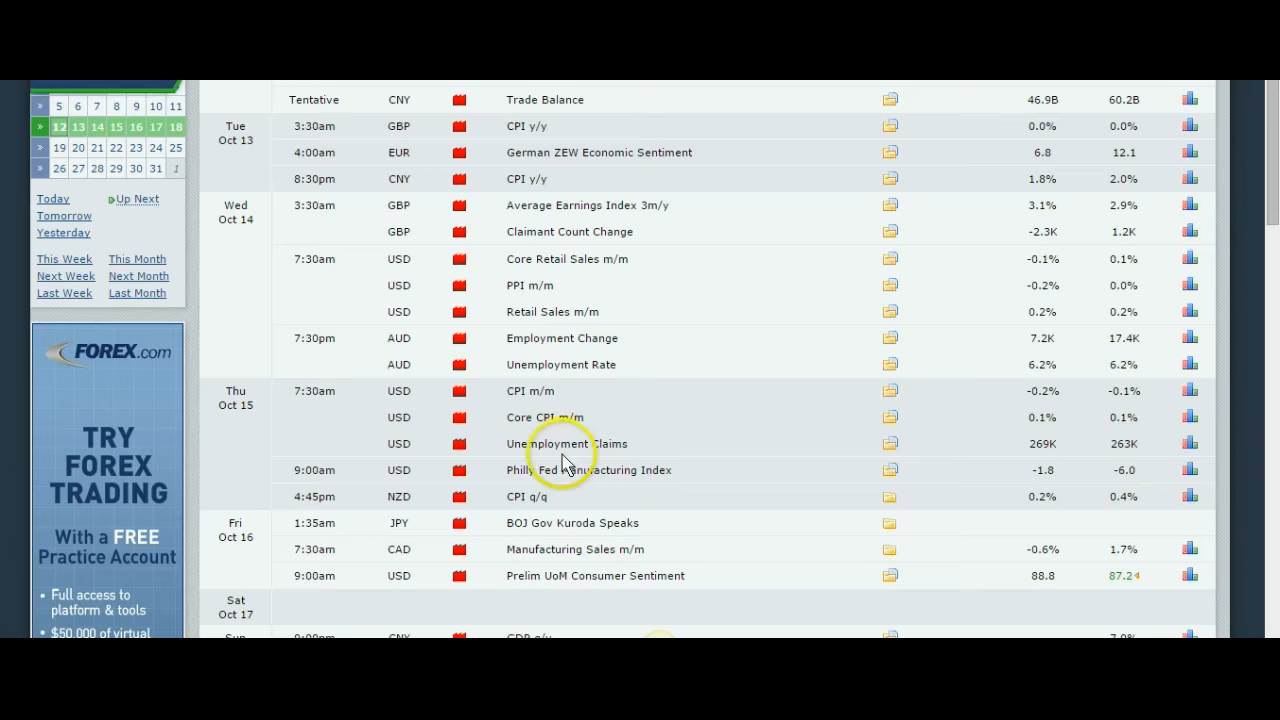 » 5 6 7 8 9 10 11
» 12 13 14 15 16 17 18
» 19 20 21 22 23 24 25
» 26 27 28 29 30 31 1
Today Up Next
Tomorrow
Yesterday
This Week This Month
Next Week Next Month
Last Week Last Month
FOREX.com
TRY
FOREX
TRADING
With a FREE
Practice Account
• Full access to
platform & tools
• $50,000 of virtual
Tentative CNY Trade Balance 46.9B 60.2B
Tue
Oct 13
3:30am GBP CPI y/y 0.0% 0.0%
4:00am EUR German ZEW Economic Sentiment 6.8 12.1
8:30pm CNY CPI y/y 1.8% 2.0%
Wed
Oct 14
3:30am GBP Average Earnings Index 3m/y 3.1% 2.9%
GBP Claimant Count Change -2.3K 1.2K
7:30am USD Core Retail Sales m/m -0.1% 0.1%
USD PPI m/m -0.2% 0.0%
USD Retail Sales m/m 0.2% 0.2%
7:30pm AUD Employment Change 7.2K 17.4K
AUD Unemployment Rate 6.2% 6.2%
Thu
Oct 15
7:30am USD CPI m/m -0.2% -0.1%
USD Core CPI m/m 0.1% 0.1%
USD Unemployment Claims 269K 263K
9:00am USD Philly Fed Manufacturing Index -1.8 -6.0
4:45pm NZD CPI q/q 0.2% 0.4%
Fri
Oct 16
1:35am JPY BOJ Gov Kuroda Speaks
7:30am CAD Manufacturing Sales m/m -0.6% 1.7%
9:00am USD Prelim UoM Consumer Sentiment 88.8 87.2
Sat
Oct 17
Sun 9:00pm CNY GDP q/y 7.0%